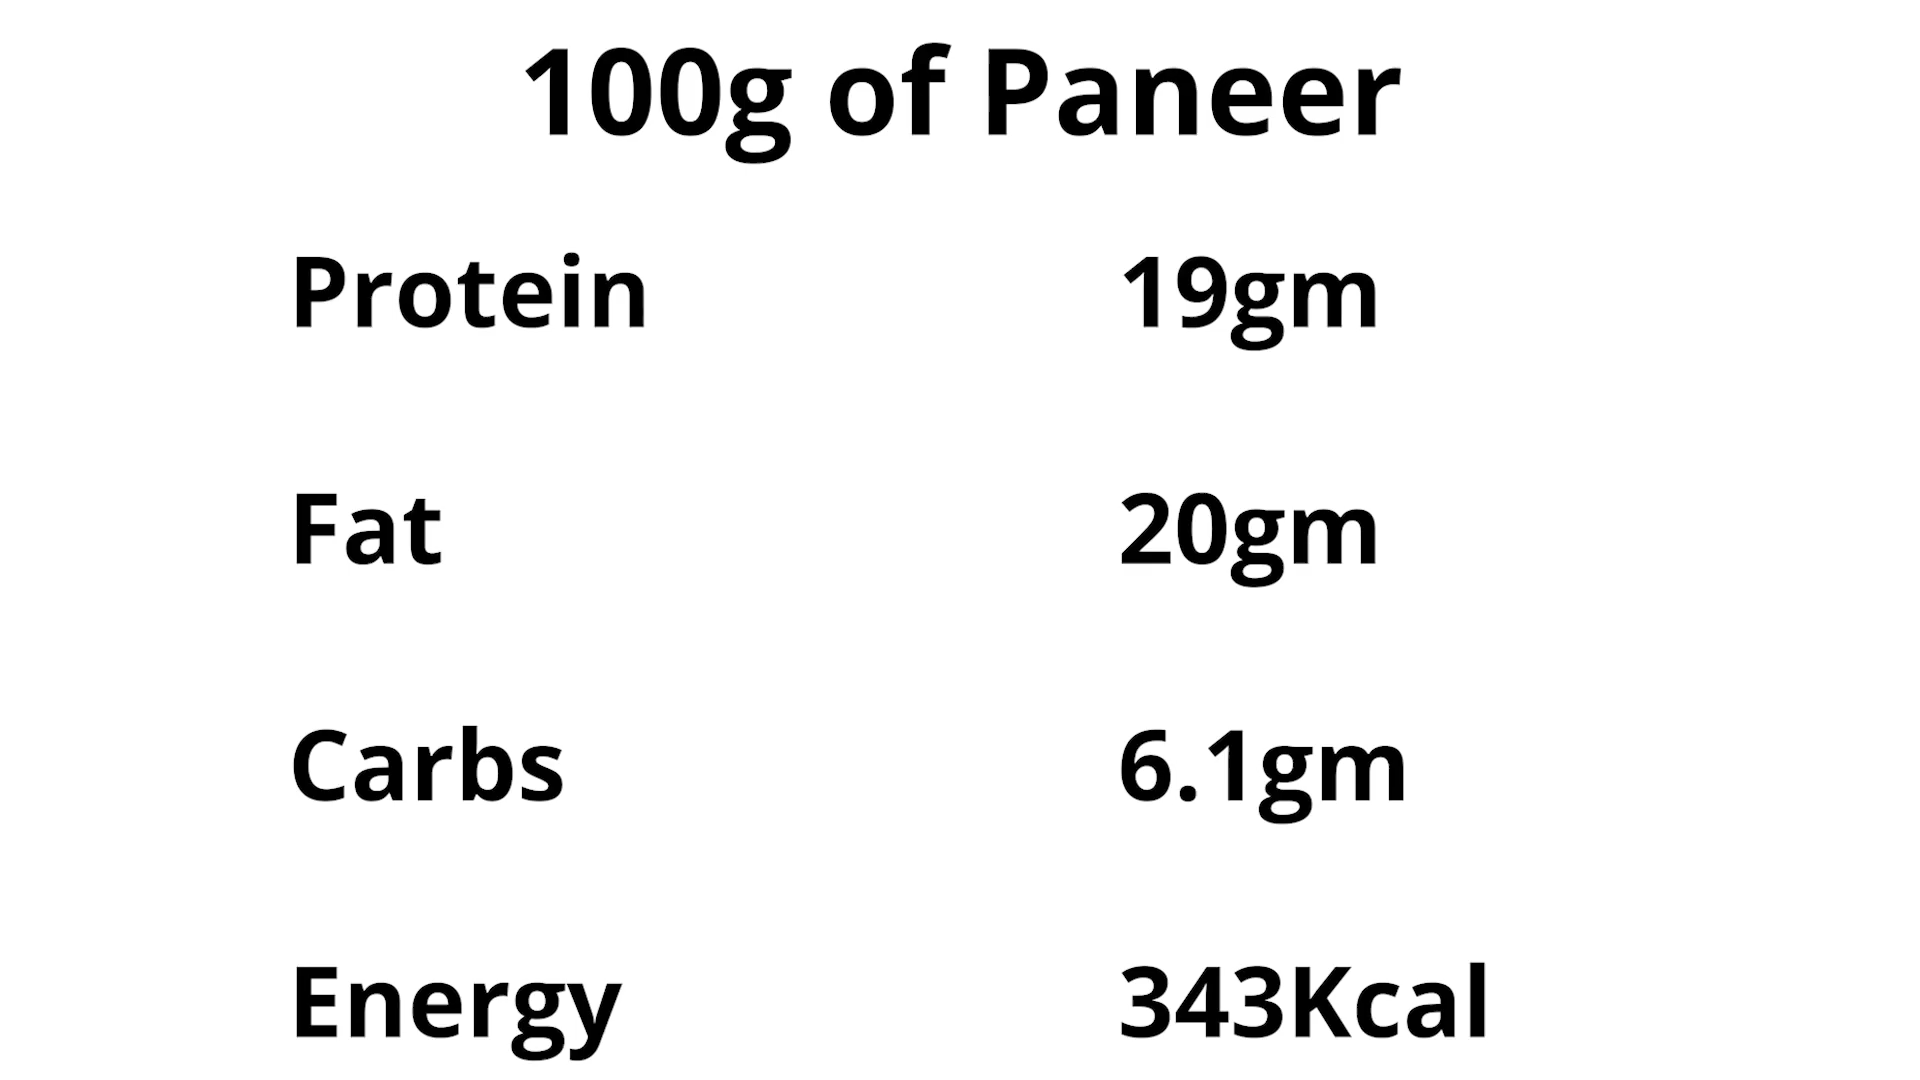 100g of Paneer
Protein 19gm
Fat 20gm
Carbs 6.1gm
Energy 343Kcal